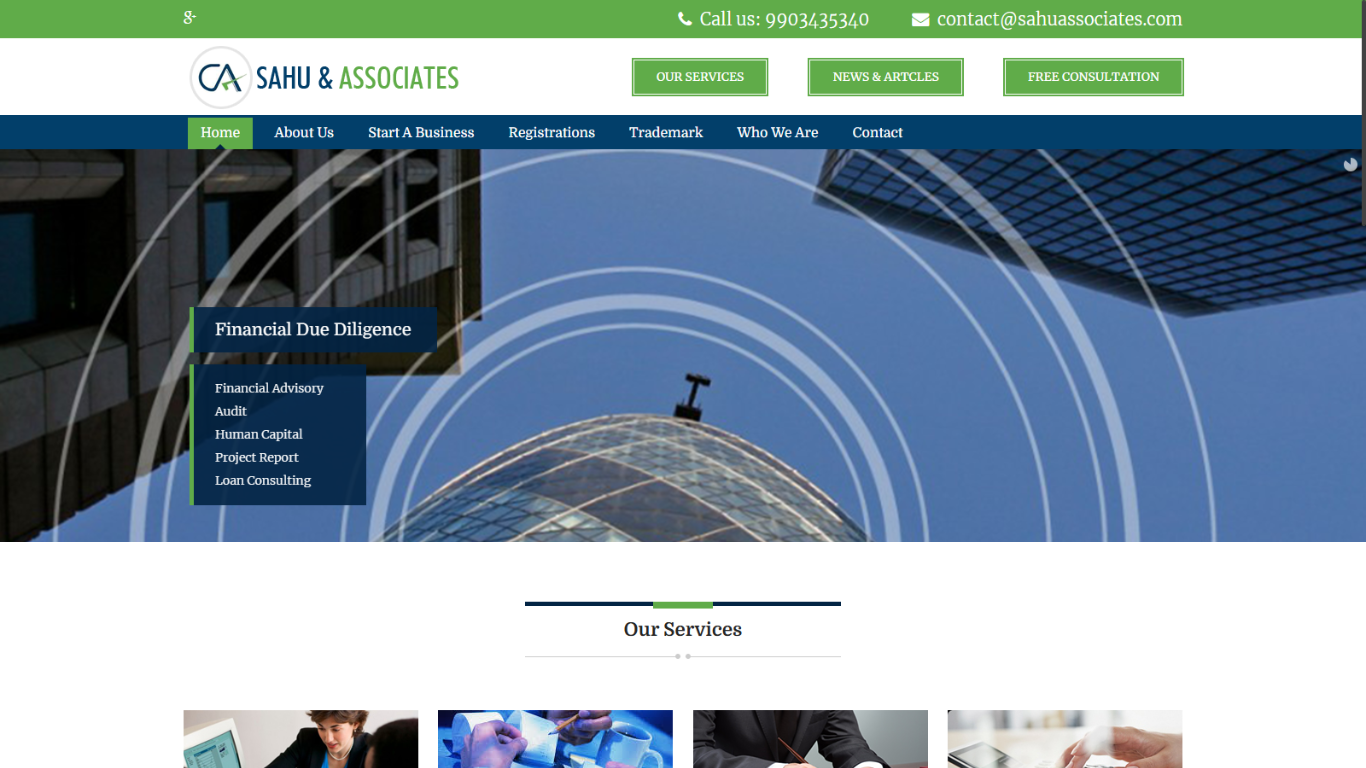 g+
Call us: 9903435340
contact@sahuassociates.com
CA SAHU & ASSOCIATES
OUR SERVICES
NEWS & ARTCLES
FREE CONSULTATION
Home
About Us
Start A Business
Registrations
Trademark
Who We Are
Contact
Financial Due Diligence
Financial Advisory
Audit
Human Capital
Project Report
Loan Consulting
Our Services